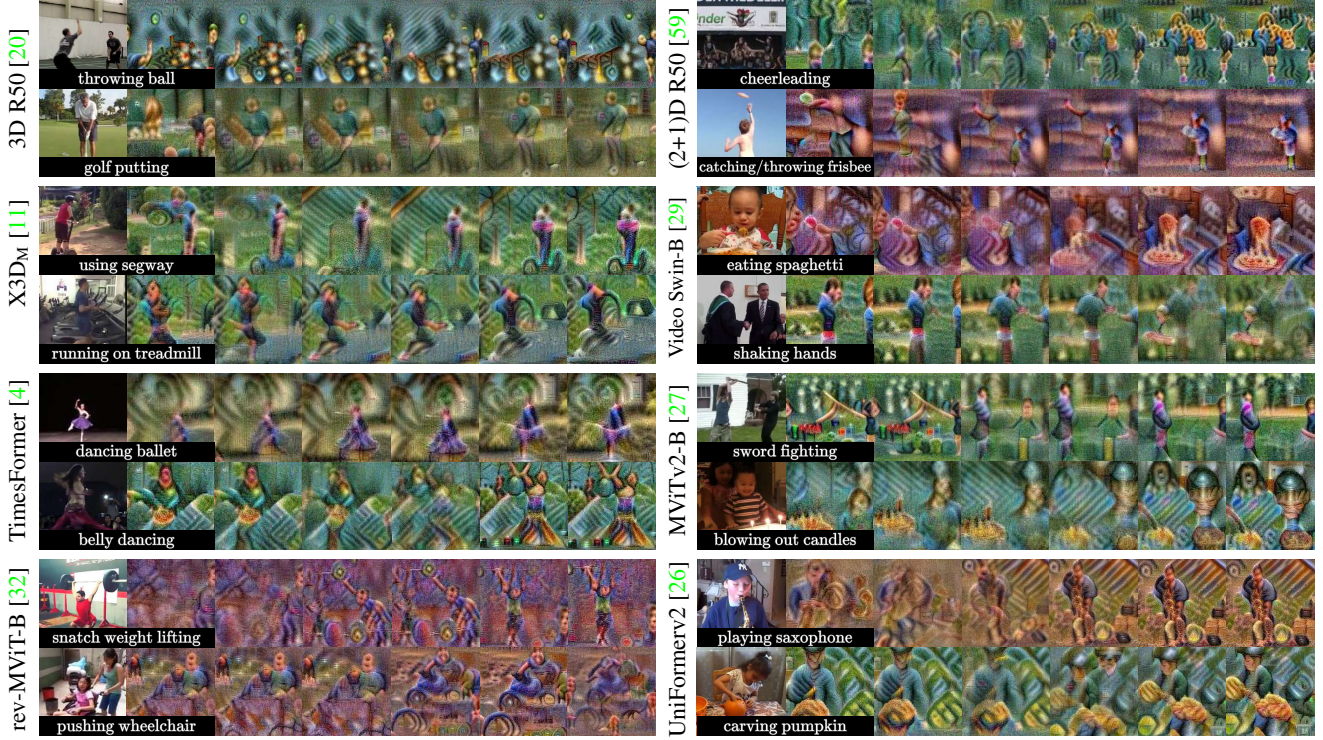 3D R50 [20]
throwing ball
golf putting
(2+1)D R50 [59]
nder
cheerleading
catching/throwing frisbee
X3D_M [11]
using segway
running on treadmill
Video Swin-B [29]
eating spaghetti
shaking hands
TimesFormer [4]
dancing ballet
belly dancing
MViTv2-B [27]
sword fighting
blowing out candles
rev-MViT-B [32]
snatch weight lifting
pushing wheelchair
UniFormerv2 [26]
playing saxophone
carving pumpkin